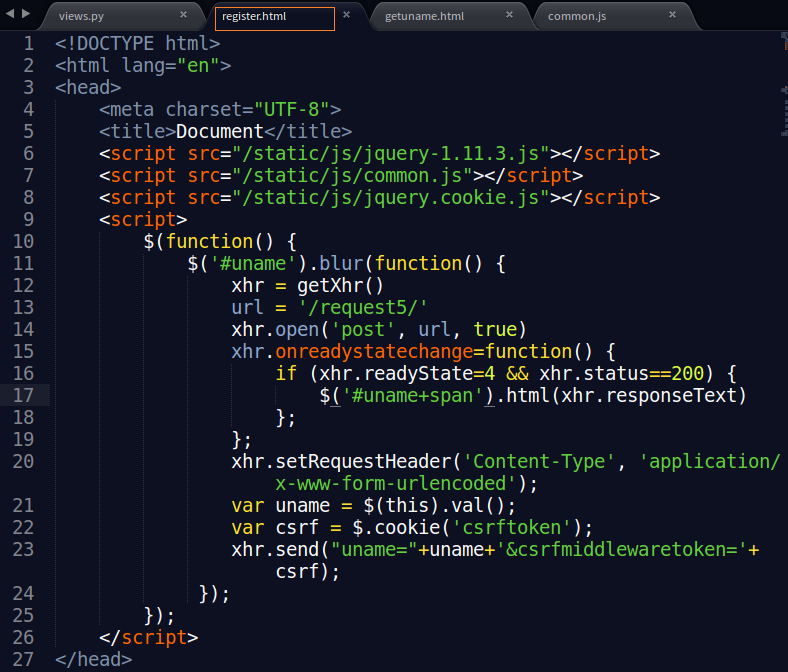 views.py × register.html × getuname.html × common.js ×
1 <!DOCTYPE html>
2 <html lang="en">
3 <head>
4     <meta charset="UTF-8">
5     <title>Document</title>
6     <script src="/static/js/jquery-1.11.3.js"></script>
7     <script src="/static/js/common.js"></script>
8     <script src="/static/js/jquery.cookie.js"></script>
9     <script>
10         $(function() {
11             $('#uname').blur(function() {
12                 xhr = getXhr()
13                 url = '/request5/'
14                 xhr.open('post', url, true)
15                 xhr.onreadystatechange=function() {
16                     if (xhr.readyState=4 && xhr.status==200) {
17                         $('#uname+span').html(xhr.responseText)
18                     };
19                 };
20                 xhr.setRequestHeader('Content-Type', 'application/
                    x-www-form-urlencoded');
21                 var uname = $(this).val();
22                 var csrf = $.cookie('csrftoken');
23                 xhr.send("uname="+uname+'&csrfmiddlewaretoken='+
                    csrf);
24              });
25         });
26     </script>
27 </head>